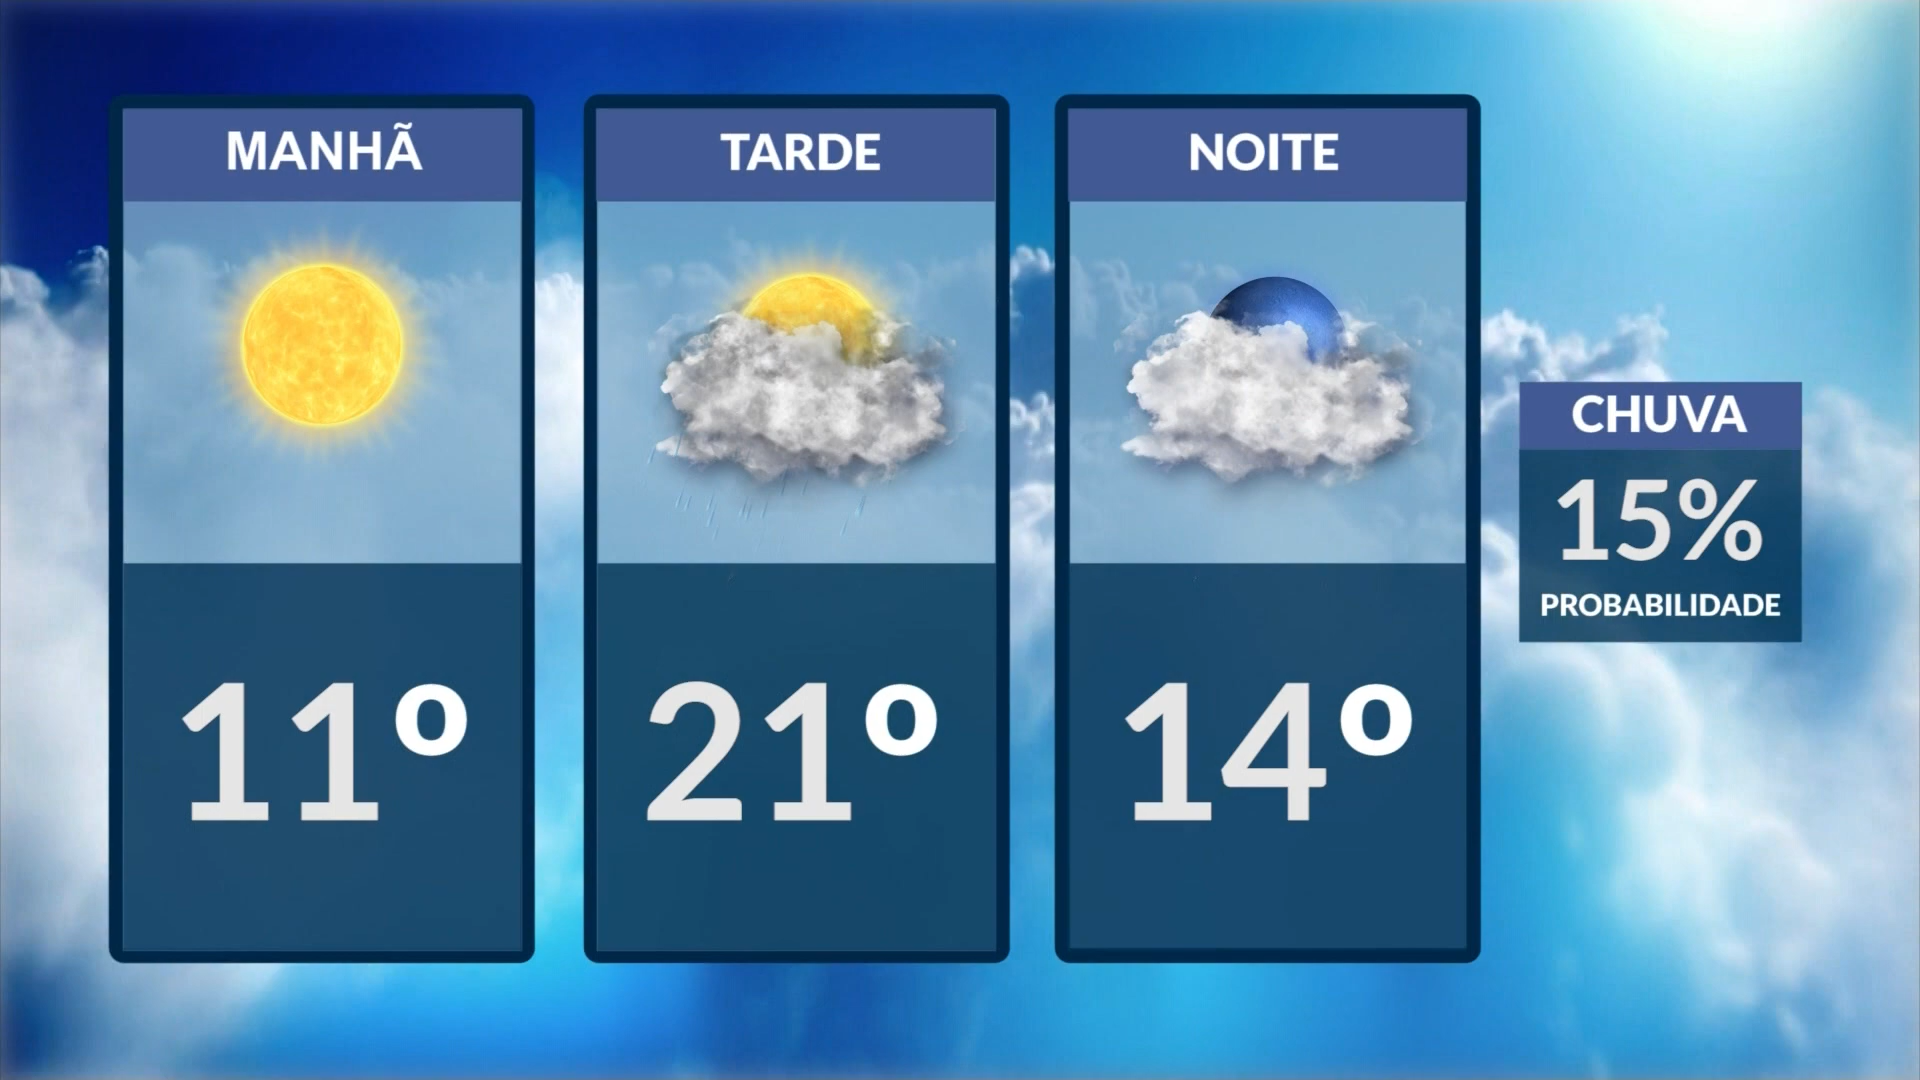 MANHÃ
11º
TARDE
21º
NOITE
14º
CHUVA
15%
PROBABILIDADE